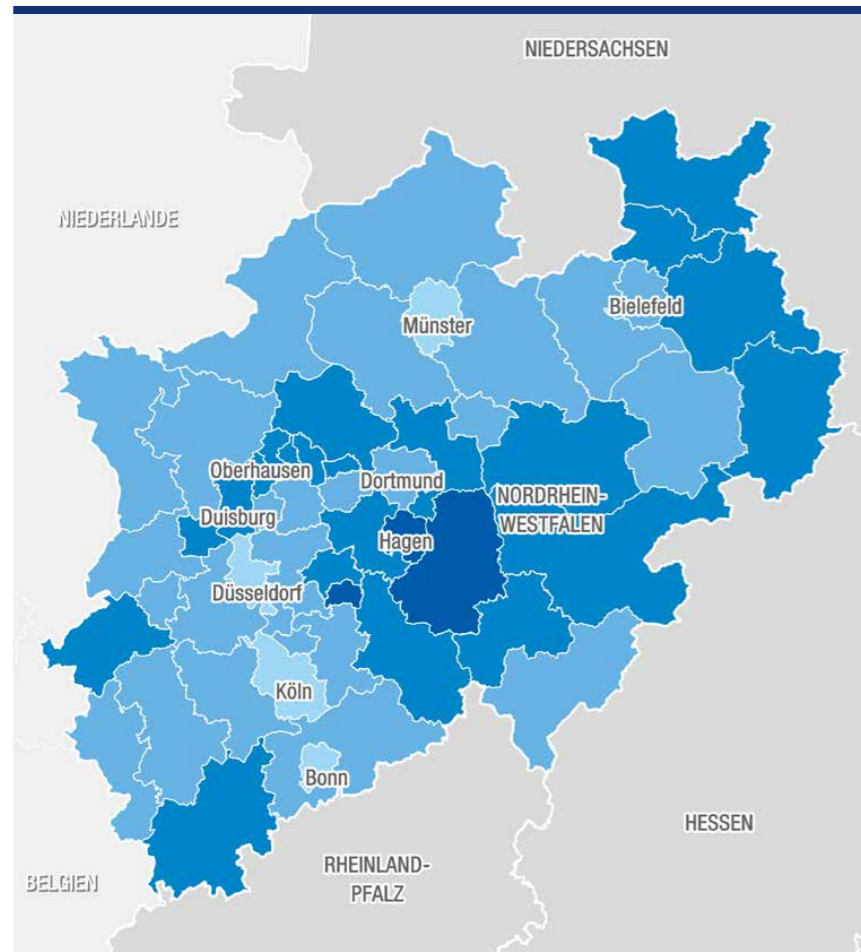 NIEDERSACHSEN
NIEDERLANDE
Bielefeld
Münster
Oberhausen
Dortmund
NORDRHEIN-
WESTFALEN
Duisburg
Hagen
Düsseldorf
Köln
Bonn
HESSEN
RHEINLAND-
PFALZ
BELGIEN